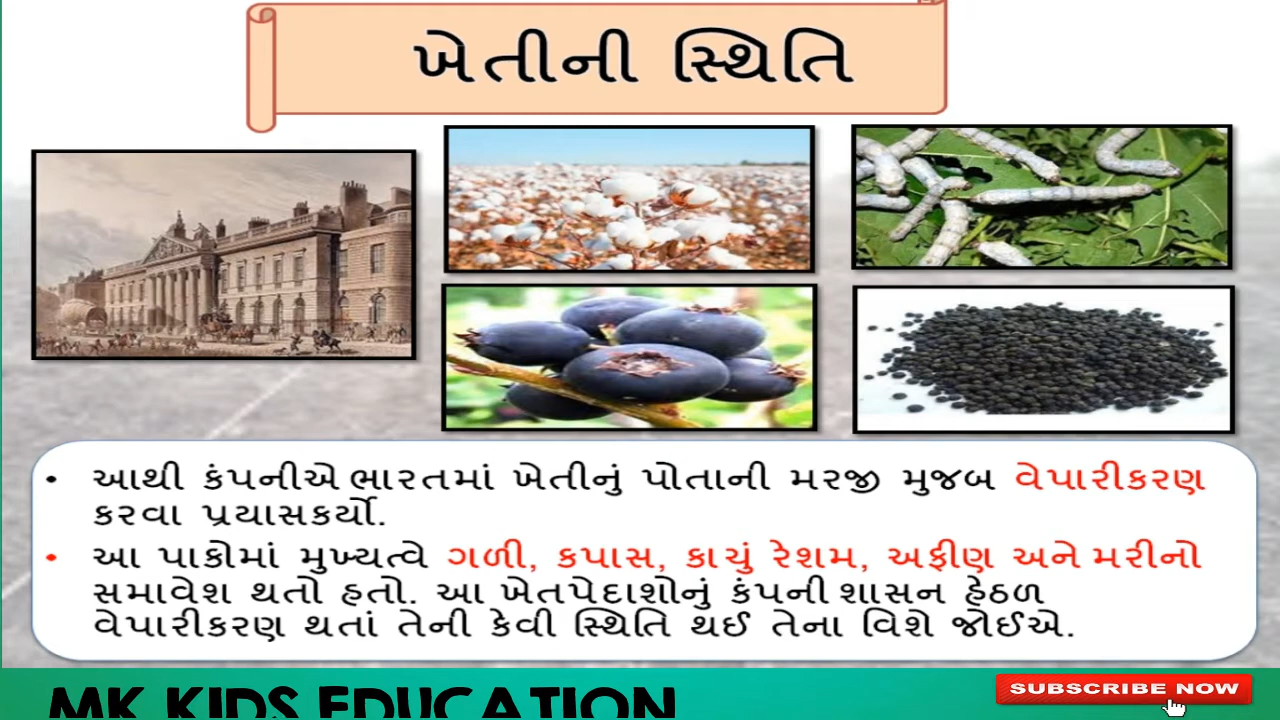 ખેતીની સ્થિતિ
• આથી કંપનીએ ભારતમાં ખેતીનું પોતાની મરજી મુજબ વેપારીકરણ
કરવા પ્રયાસકર્યો.
• આ પાકોમાં મુખ્યત્વે ગળી, કપાસ, કાચું રેશમ, અફીણ અને મરીનો
સમાવેશ થતો હતો. આ ખેતપેદાશોનું કંપની શાસન હેઠળ
વેપારીકરણ થતાં તેની કેવી સ્થિતિ થઈ તેના વિશે જોઈએ.
MK KIDS EDUCATION
SUBSCRIBE NOW